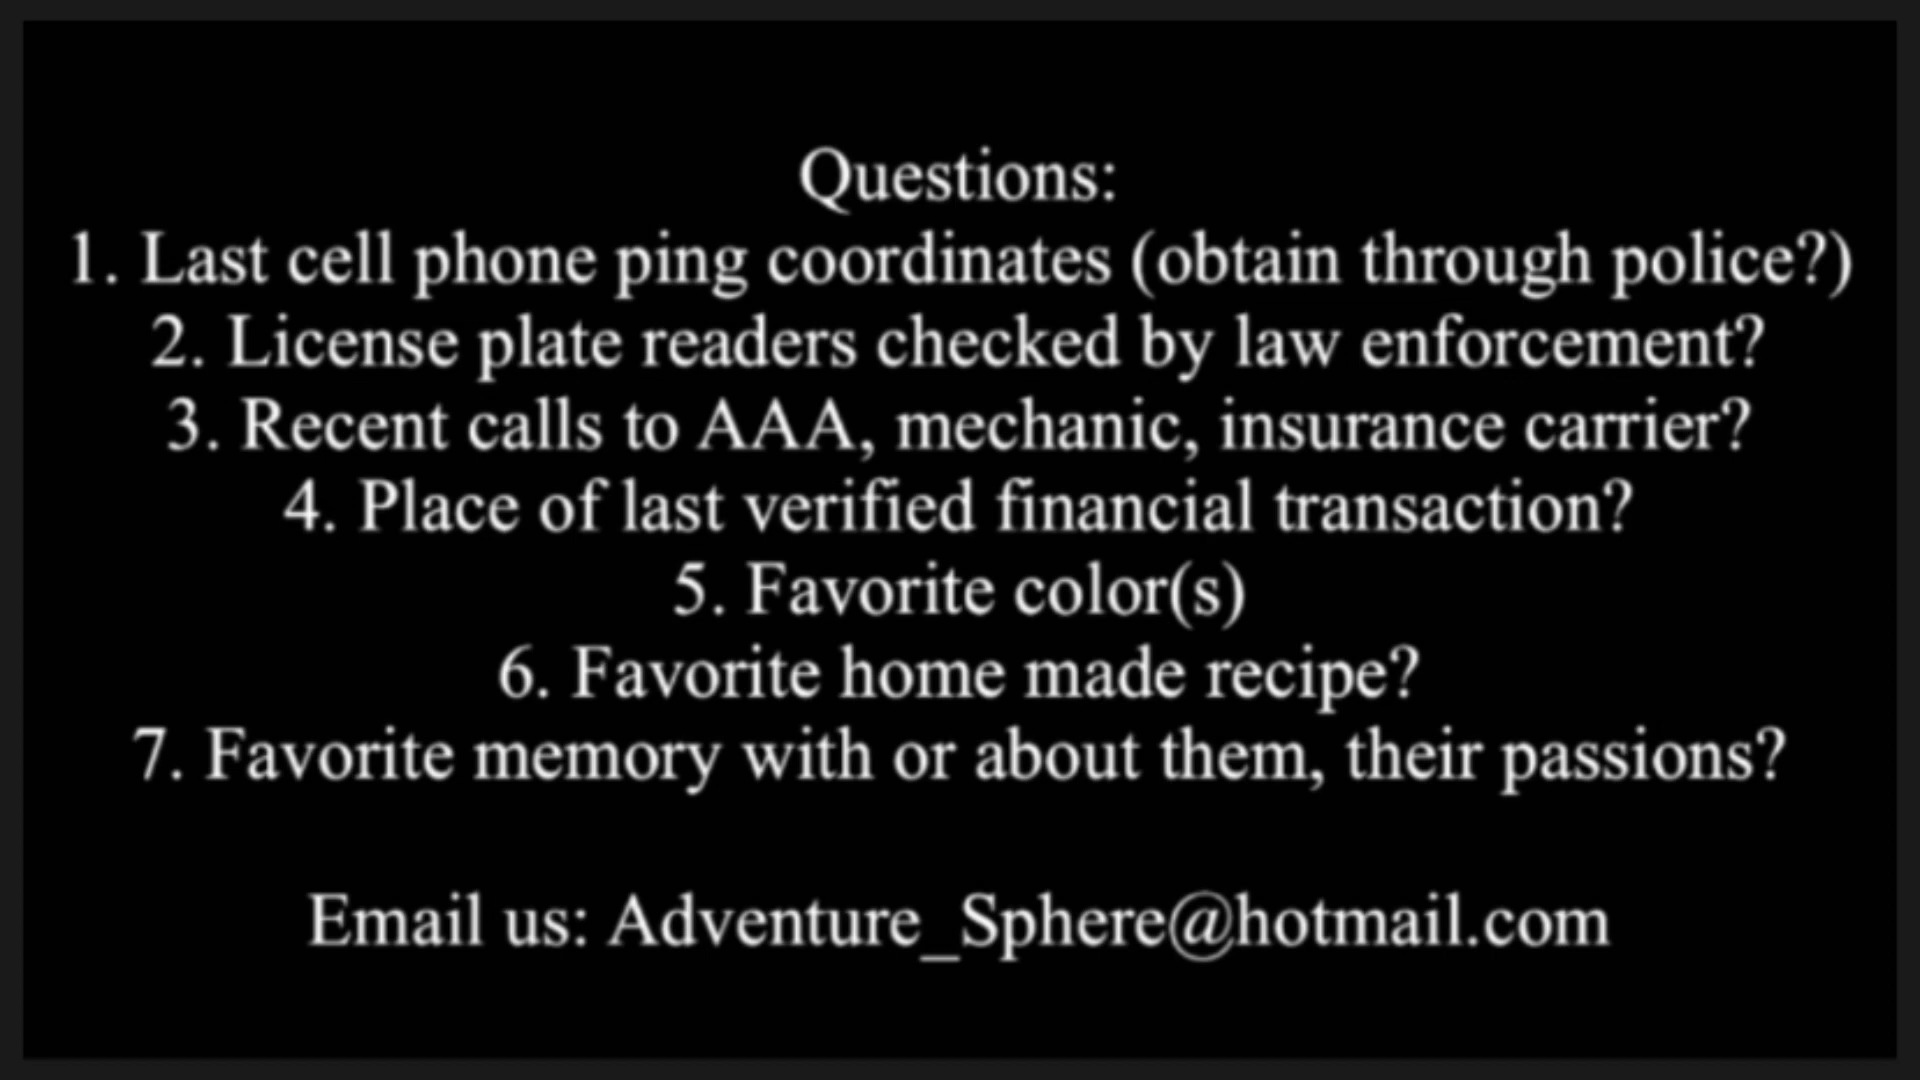 Questions:
1. Last cell phone ping coordinates (obtain through police?)
2. License plate readers checked by law enforcement?
3. Recent calls to AAA, mechanic, insurance carrier?
4. Place of last verified financial transaction?
5. Favorite color(s)
6. Favorite home made recipe?
7. Favorite memory with or about them, their passions?
Email us: Adventure_Sphere@hotmail.com